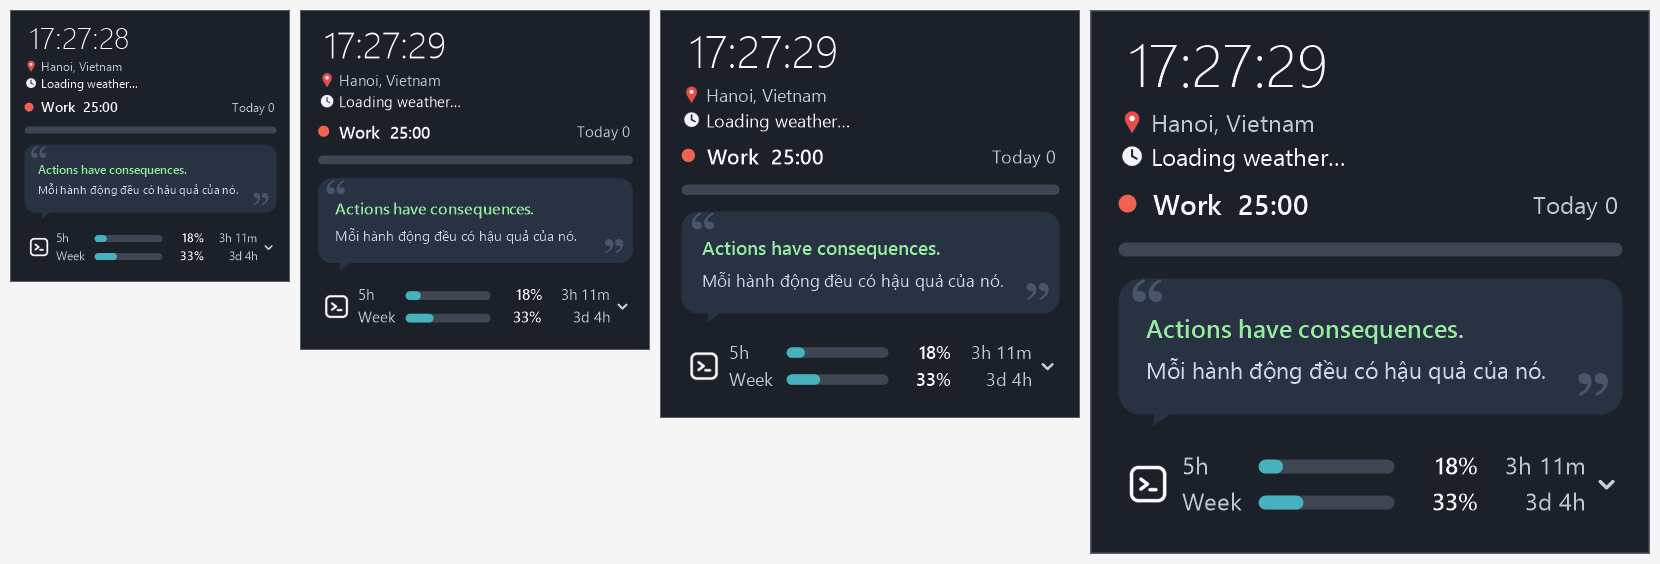 17:27:28
Hanoi, Vietnam
Loading weather...
Work 25:00 Today 0
“
Actions have consequences.
Mỗi hành động đều có hậu quả của nó.
”
5h 18% 3h 11m
Week 33% 3d 4h
17:27:29
Hanoi, Vietnam
Loading weather...
Work 25:00 Today 0
“
Actions have consequences.
Mỗi hành động đều có hậu quả của nó.
”
5h 18% 3h 11m
Week 33% 3d 4h
17:27:29
Hanoi, Vietnam
Loading weather...
Work 25:00 Today 0
“
Actions have consequences.
Mỗi hành động đều có hậu quả của nó.
”
5h 18% 3h 11m
Week 33% 3d 4h
17:27:29
Hanoi, Vietnam
Loading weather...
Work 25:00 Today 0
“
Actions have consequences.
Mỗi hành động đều có hậu quả của nó.
”
5h 18% 3h 11m
Week 33% 3d 4h